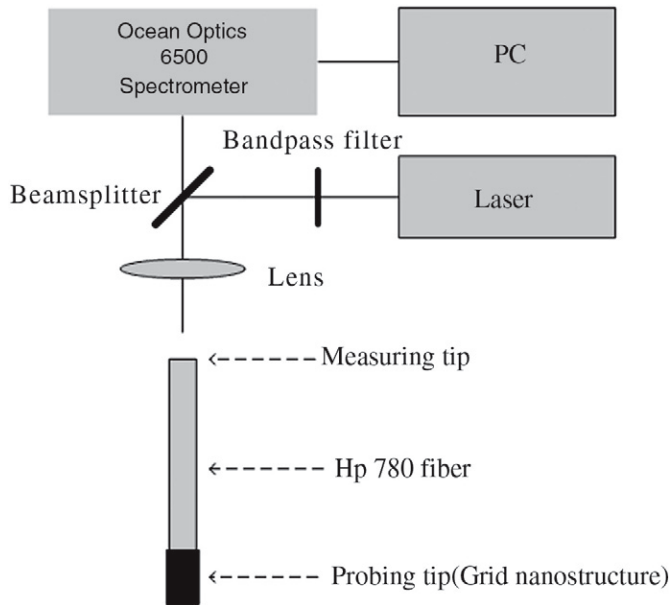 Ocean Optics
6500
Spectrometer
PC
Bandpass filter
Beamsplitter
Laser
Lens
Measuring tip
Hp 780 fiber
Probing tip(Grid nanostructure)